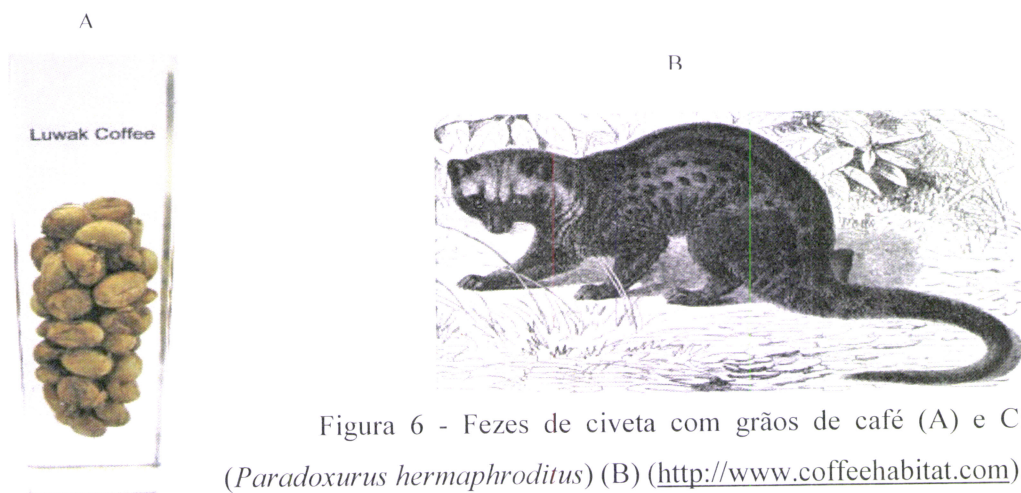 A
B
Luwak Coffee
Figura 6 - Fezes de civeta com grãos de café (A) e C
(Paradoxurus hermaphroditus) (B) (http://www.coffeehabitat.com)